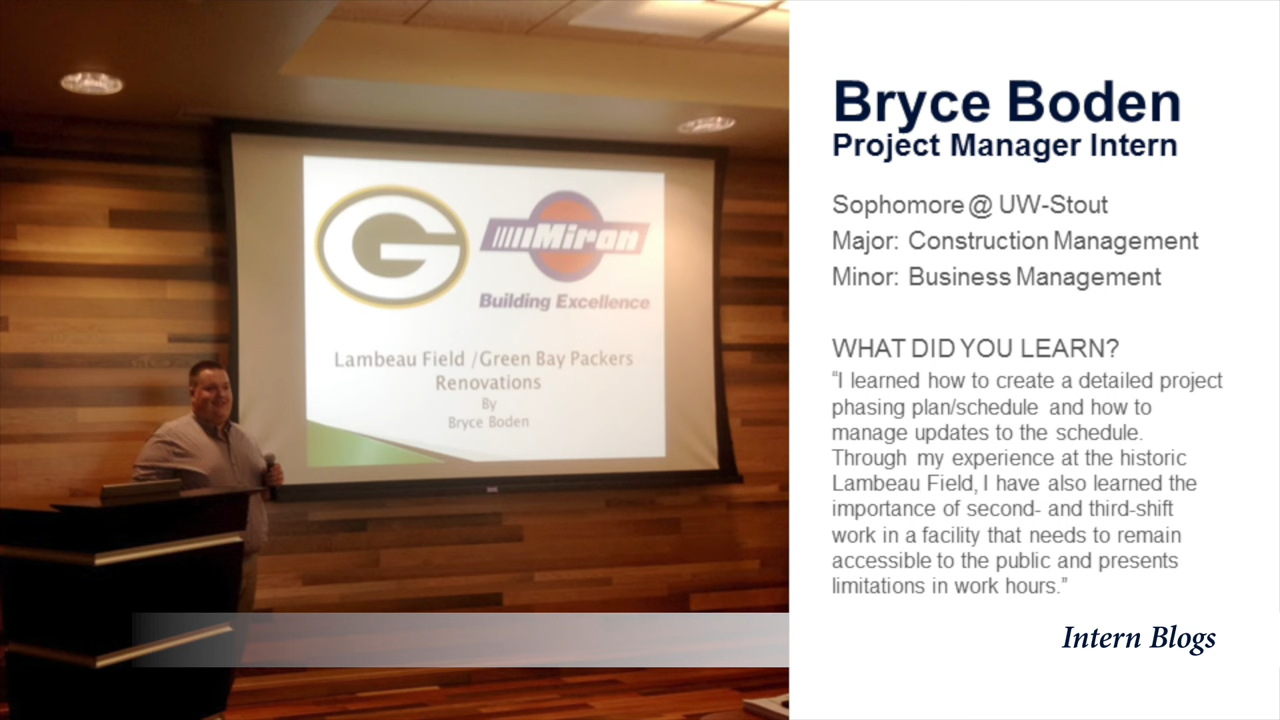 G
Miron
Building Excellence
Lambeau Field /Green Bay Packers
Renovations
By
Bryce Boden
Bryce Boden
Project Manager Intern
Sophomore @ UW-Stout
Major: Construction Management
Minor: Business Management
WHAT DID YOU LEARN?
“I learned how to create a detailed project
phasing plan/schedule and how to
manage updates to the schedule.
Through my experience at the historic
Lambeau Field, I have also learned the
importance of second- and third-shift
work in a facility that needs to remain
accessible to the public and presents
limitations in work hours.”
Intern Blogs